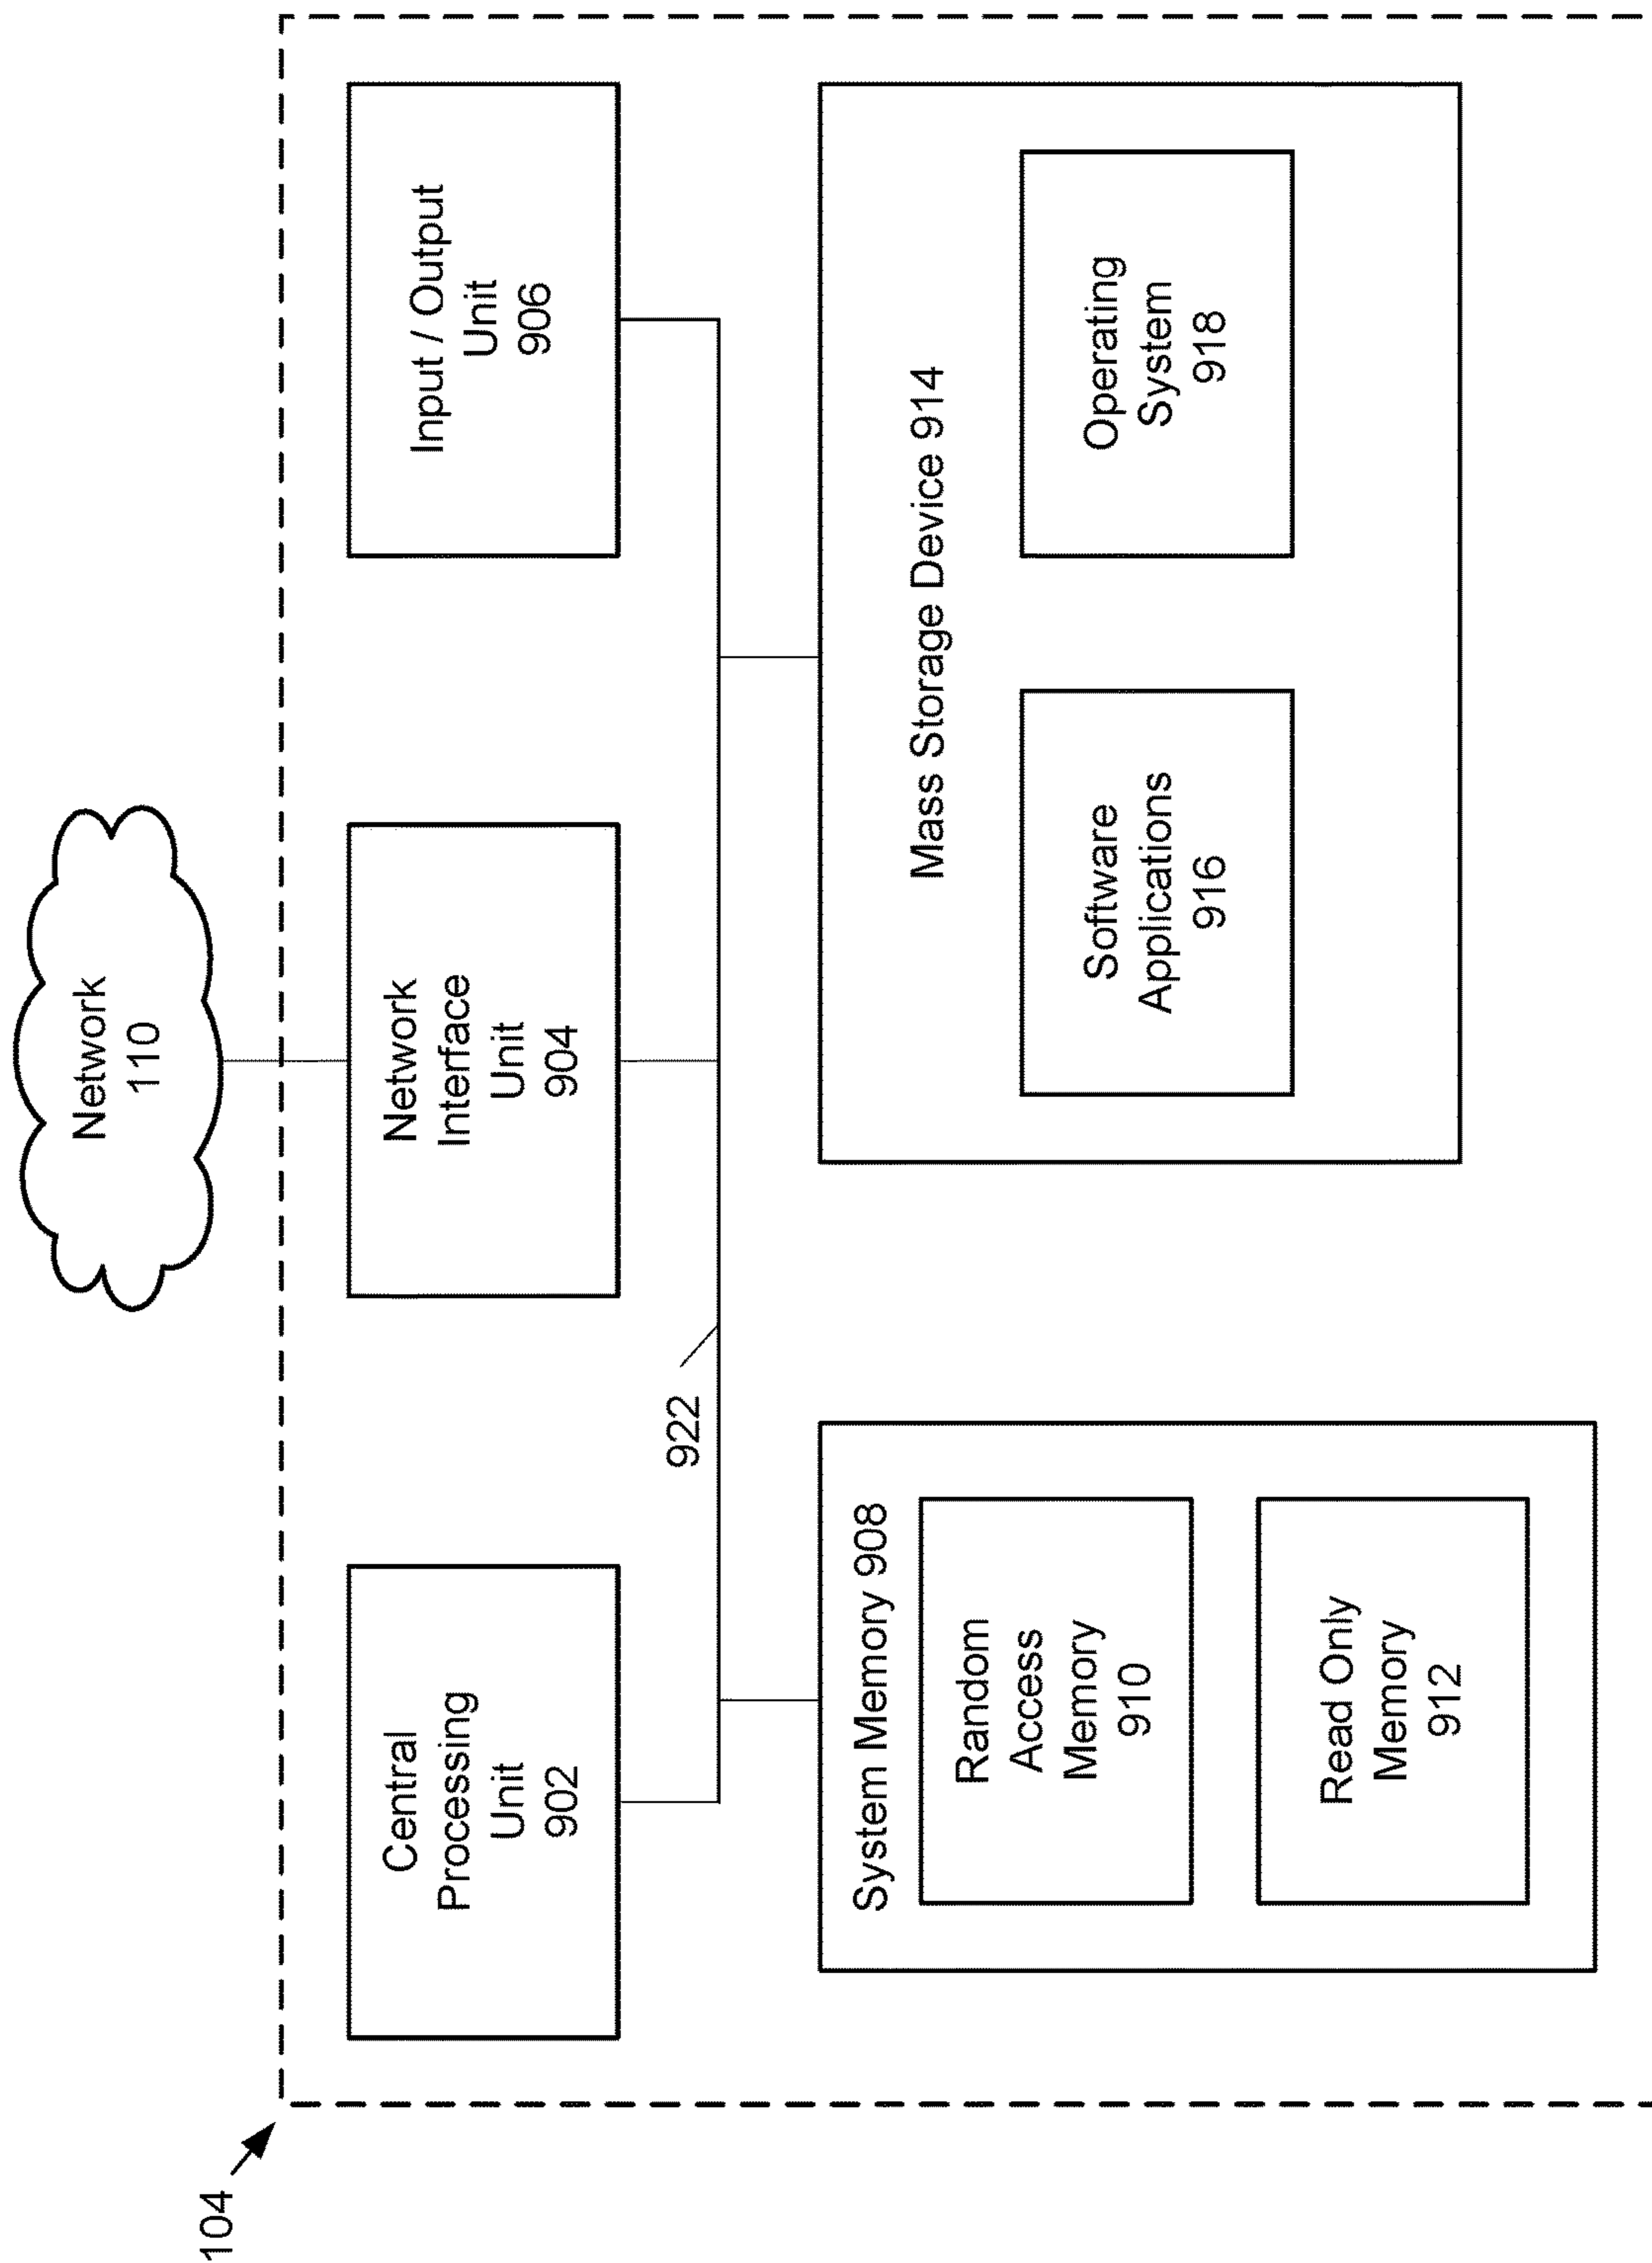 104
Network
110
Central
Processing
Unit
902
Network
Interface
Unit
904
Input / Output
Unit
906
922
System Memory 908
Random
Access
Memory
910
Read Only
Memory
912
Mass Storage Device 914
Software
Applications
916
Operating
System
918